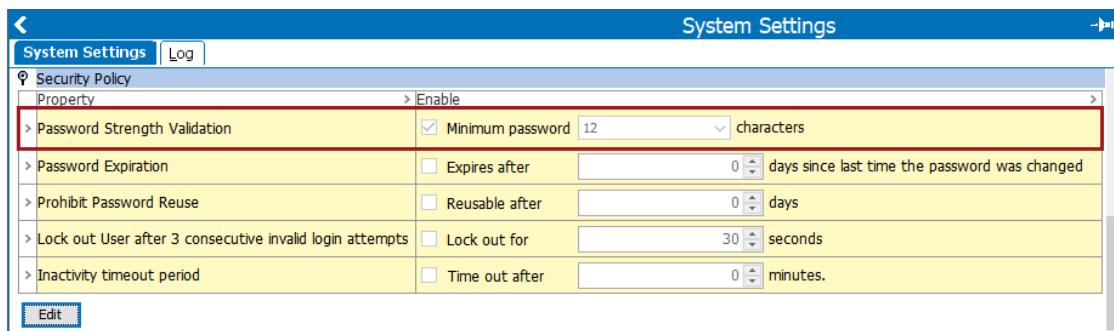 System Settings
System Settings Log
Security Policy
Property > Enable >
> Password Strength Validation Minimum password 12 characters
> Password Expiration Expires after 0 days since last time the password was changed
> Prohibit Password Reuse Reusable after 0 days
> Lock out User after 3 consecutive invalid login attempts Lock out for 30 seconds
> Inactivity timeout period Time out after 0 minutes.
Edit